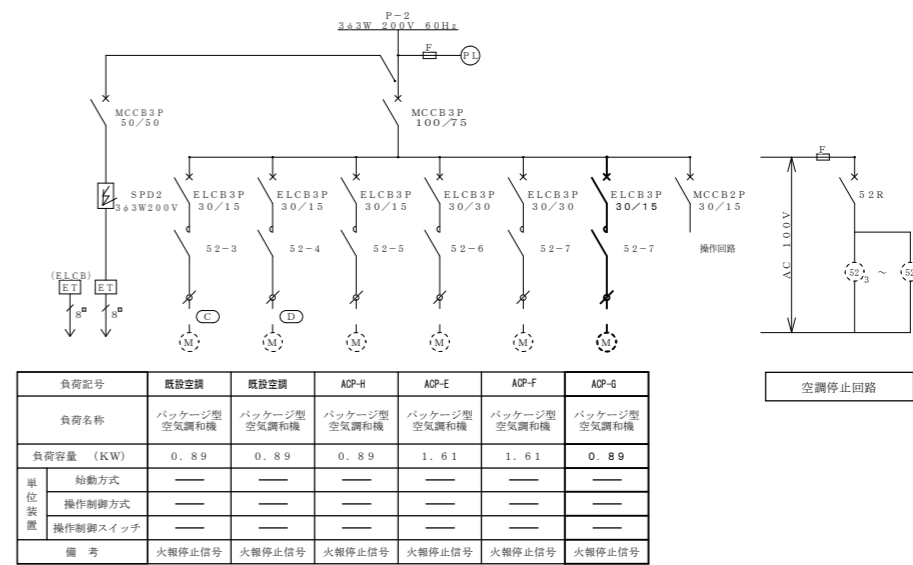 P-2
3φ3W 200V 60Hz
F
PL
MCCB3P
50/50
MCCB3P
100/75
SPD2
3φ3W200V
ELCB3P
30/15
ELCB3P
30/15
ELCB3P
30/15
ELCB3P
30/30
ELCB3P
30/30
ELCB3P
30/15
MCCB2P
30/15
52-3
52-4
52-5
52-6
52-7
52-7
操作回路
(ELCB)
ET
ET
8□
8□
C
D
M
M
M
M
M
M
F
52R
AC 100V
52
3
~
52
空調停止回路
負荷記号 既設空調 既設空調 ACP-H ACP-E ACP-F ACP-G
負荷名称 パッケージ型 パッケージ型 パッケージ型 パッケージ型 パッケージ型 パッケージ型
空気調和機 空気調和機 空気調和機 空気調和機 空気調和機 空気調和機
負荷容量 (KW) 0.89 0.89 0.89 1.61 1.61 0.89
単位装置
始動方式 ― ― ― ― ― ―
操作制御方式 ― ― ― ― ― ―
操作制御スイッチ ― ― ― ― ― ―
備 考 火報停止信号 火報停止信号 火報停止信号 火報停止信号 火報停止信号 火報停止信号